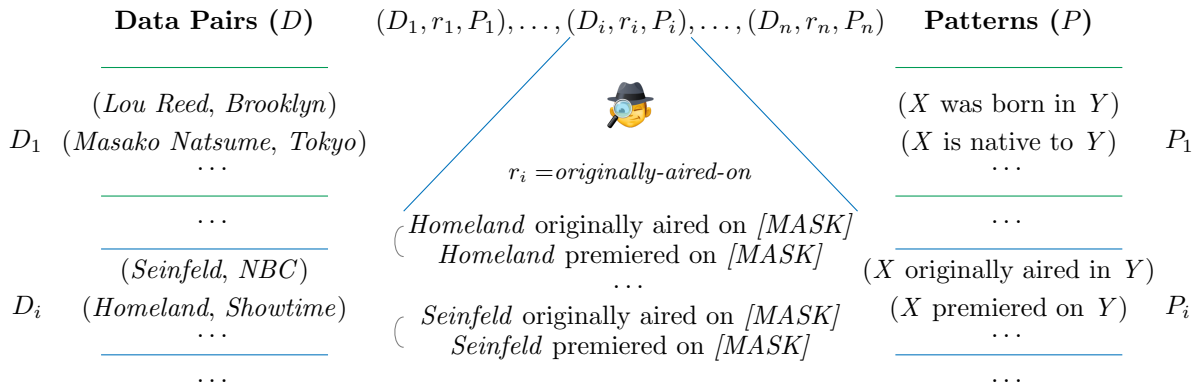 Data Pairs (D)
(D₁, r₁, P₁), . . . , (Dᵢ, rᵢ, Pᵢ), . . . , (Dₙ, rₙ, Pₙ)
Patterns (P)
D₁
(Lou Reed, Brooklyn)
(Masako Natsume, Tokyo)
· · ·
· · ·
Dᵢ
(Seinfeld, NBC)
(Homeland, Showtime)
· · ·
· · ·
rᵢ =originally-aired-on
Homeland originally aired on [MASK]
Homeland premiered on [MASK]
· · ·
Seinfeld originally aired on [MASK]
Seinfeld premiered on [MASK]
(X was born in Y)
(X is native to Y)
P₁
· · ·
· · ·
(X originally aired in Y)
(X premiered on Y)
Pᵢ
· · ·
· · ·